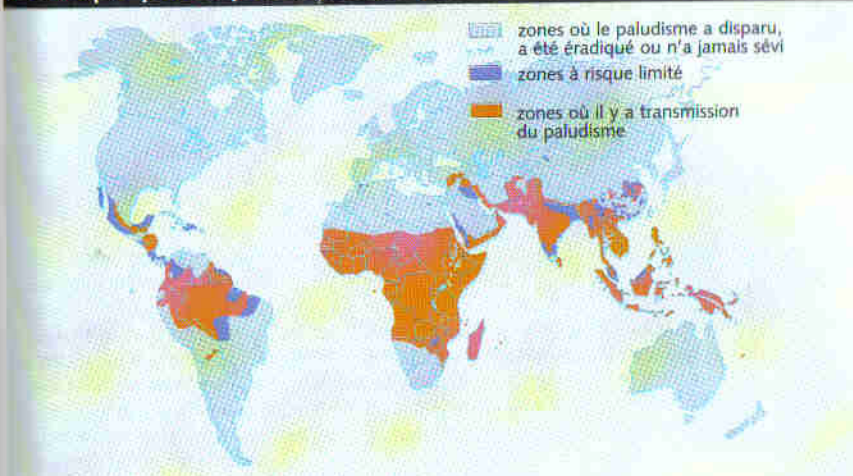 zones où le paludisme a disparu,
a été éradiqué ou n'a jamais sévi
zones à risque limité
zones où il y a transmission
du paludisme